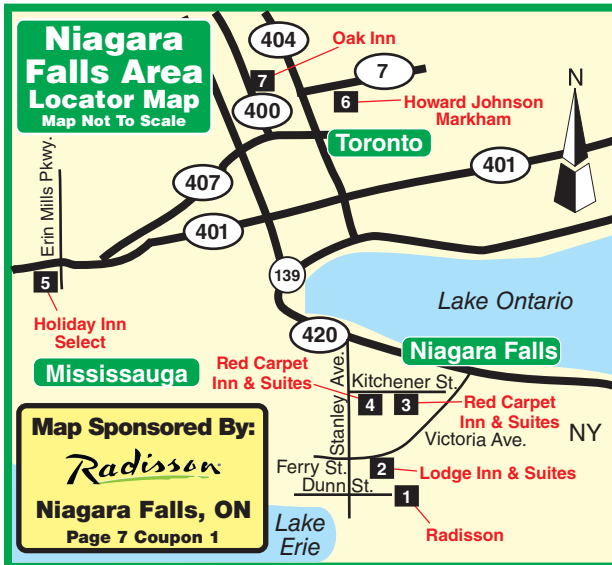 Niagara
Falls Area
Locator Map
Map Not To Scale
404
Oak Inn
7
7
400
6
Howard Johnson
Markham
N
Toronto
Erin Mills Pkwy.
407
401
401
5
139
Holiday Inn
Select
Lake Ontario
420
Niagara Falls
Mississauga
Red Carpet
Inn & Suites
Stanley Ave.
Kitchener St.
4
3
Red Carpet
Inn & Suites
Victoria Ave.
NY
Map Sponsored By:
Radisson
Niagara Falls, ON
Page 7 Coupon 1
Ferry St.
2
Lodge Inn & Suites
Dunn St.
1
Radisson
Lake
Erie